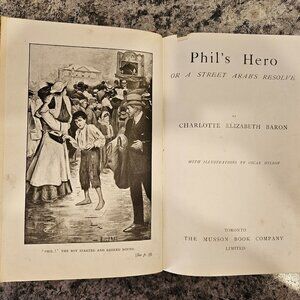 "PHIL!" THE BOY STARTED AND LOOKED ROUND.
(See p.
Phil's Hero
OR A STREET ARAB'S RESOLVE
BY
CHARLOTTE ELIZABETH BARON
WITH ILLUSTRATIONS BY OSCAR WILSON
TORONTO
THE MUSSON BOOK COMPANY
LIMITED